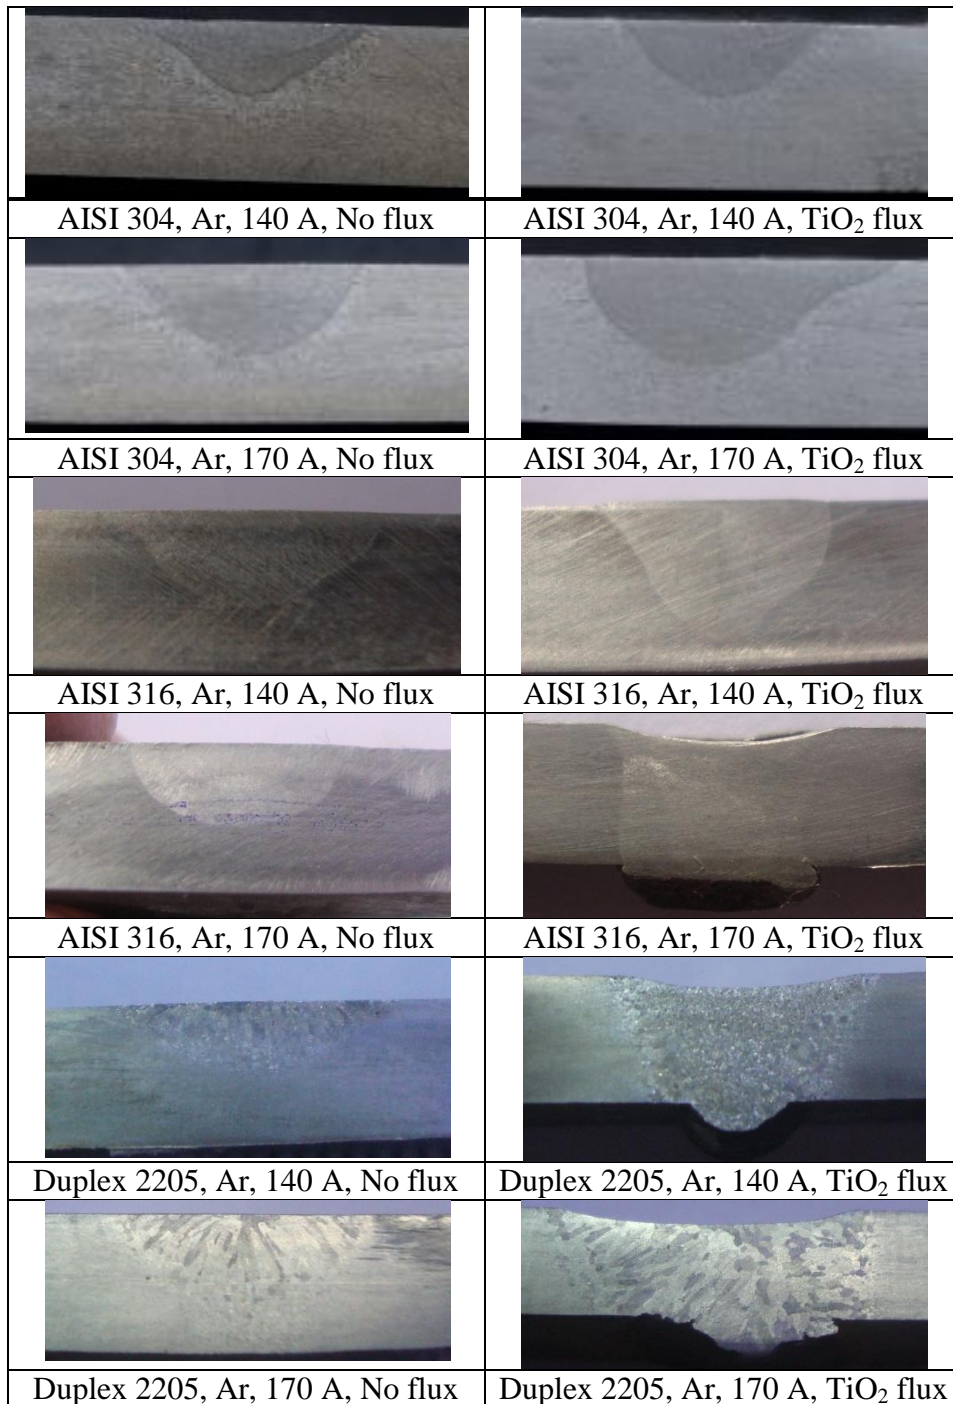 AISI 304, Ar, 140 A, No flux
AISI 304, Ar, 140 A, TiO₂ flux
AISI 304, Ar, 170 A, No flux
AISI 304, Ar, 170 A, TiO₂ flux
AISI 316, Ar, 140 A, No flux
AISI 316, Ar, 140 A, TiO₂ flux
AISI 316, Ar, 170 A, No flux
AISI 316, Ar, 170 A, TiO₂ flux
Duplex 2205, Ar, 140 A, No flux
Duplex 2205, Ar, 140 A, TiO₂ flux
Duplex 2205, Ar, 170 A, No flux
Duplex 2205, Ar, 170 A, TiO₂ flux